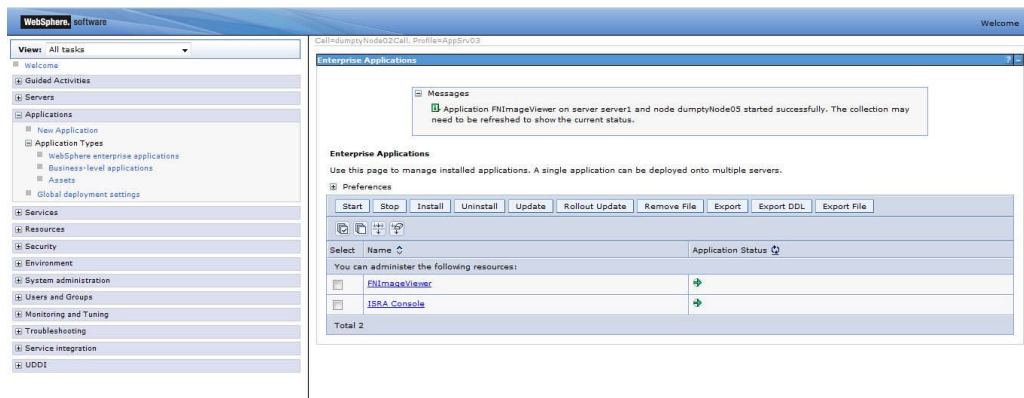 WebSphere. software
Welcome
View: All tasks
Welcome
Guided Activities
Servers
Applications
New Application
Application Types
WebSphere enterprise applications
Business-level applications
Assets
Global deployment settings
Services
Resources
Security
Environment
System administration
Users and Groups
Monitoring and Tuning
Troubleshooting
Service integration
UDDI
Cell=dumptyNode02Cell, Profile=AppSrv03
Enterprise Applications ? -
Messages
Application FNImageViewer on server server1 and node dumptyNode05 started successfully. The collection may
need to be refreshed to show the current status.
Enterprise Applications
Use this page to manage installed applications. A single application can be deployed onto multiple servers.
Preferences
Start Stop Install Uninstall Update Rollout Update Remove File Export Export DDL Export File
Select Name Application Status
You can administer the following resources:
FNImageViewer
ISRA Console
Total 2